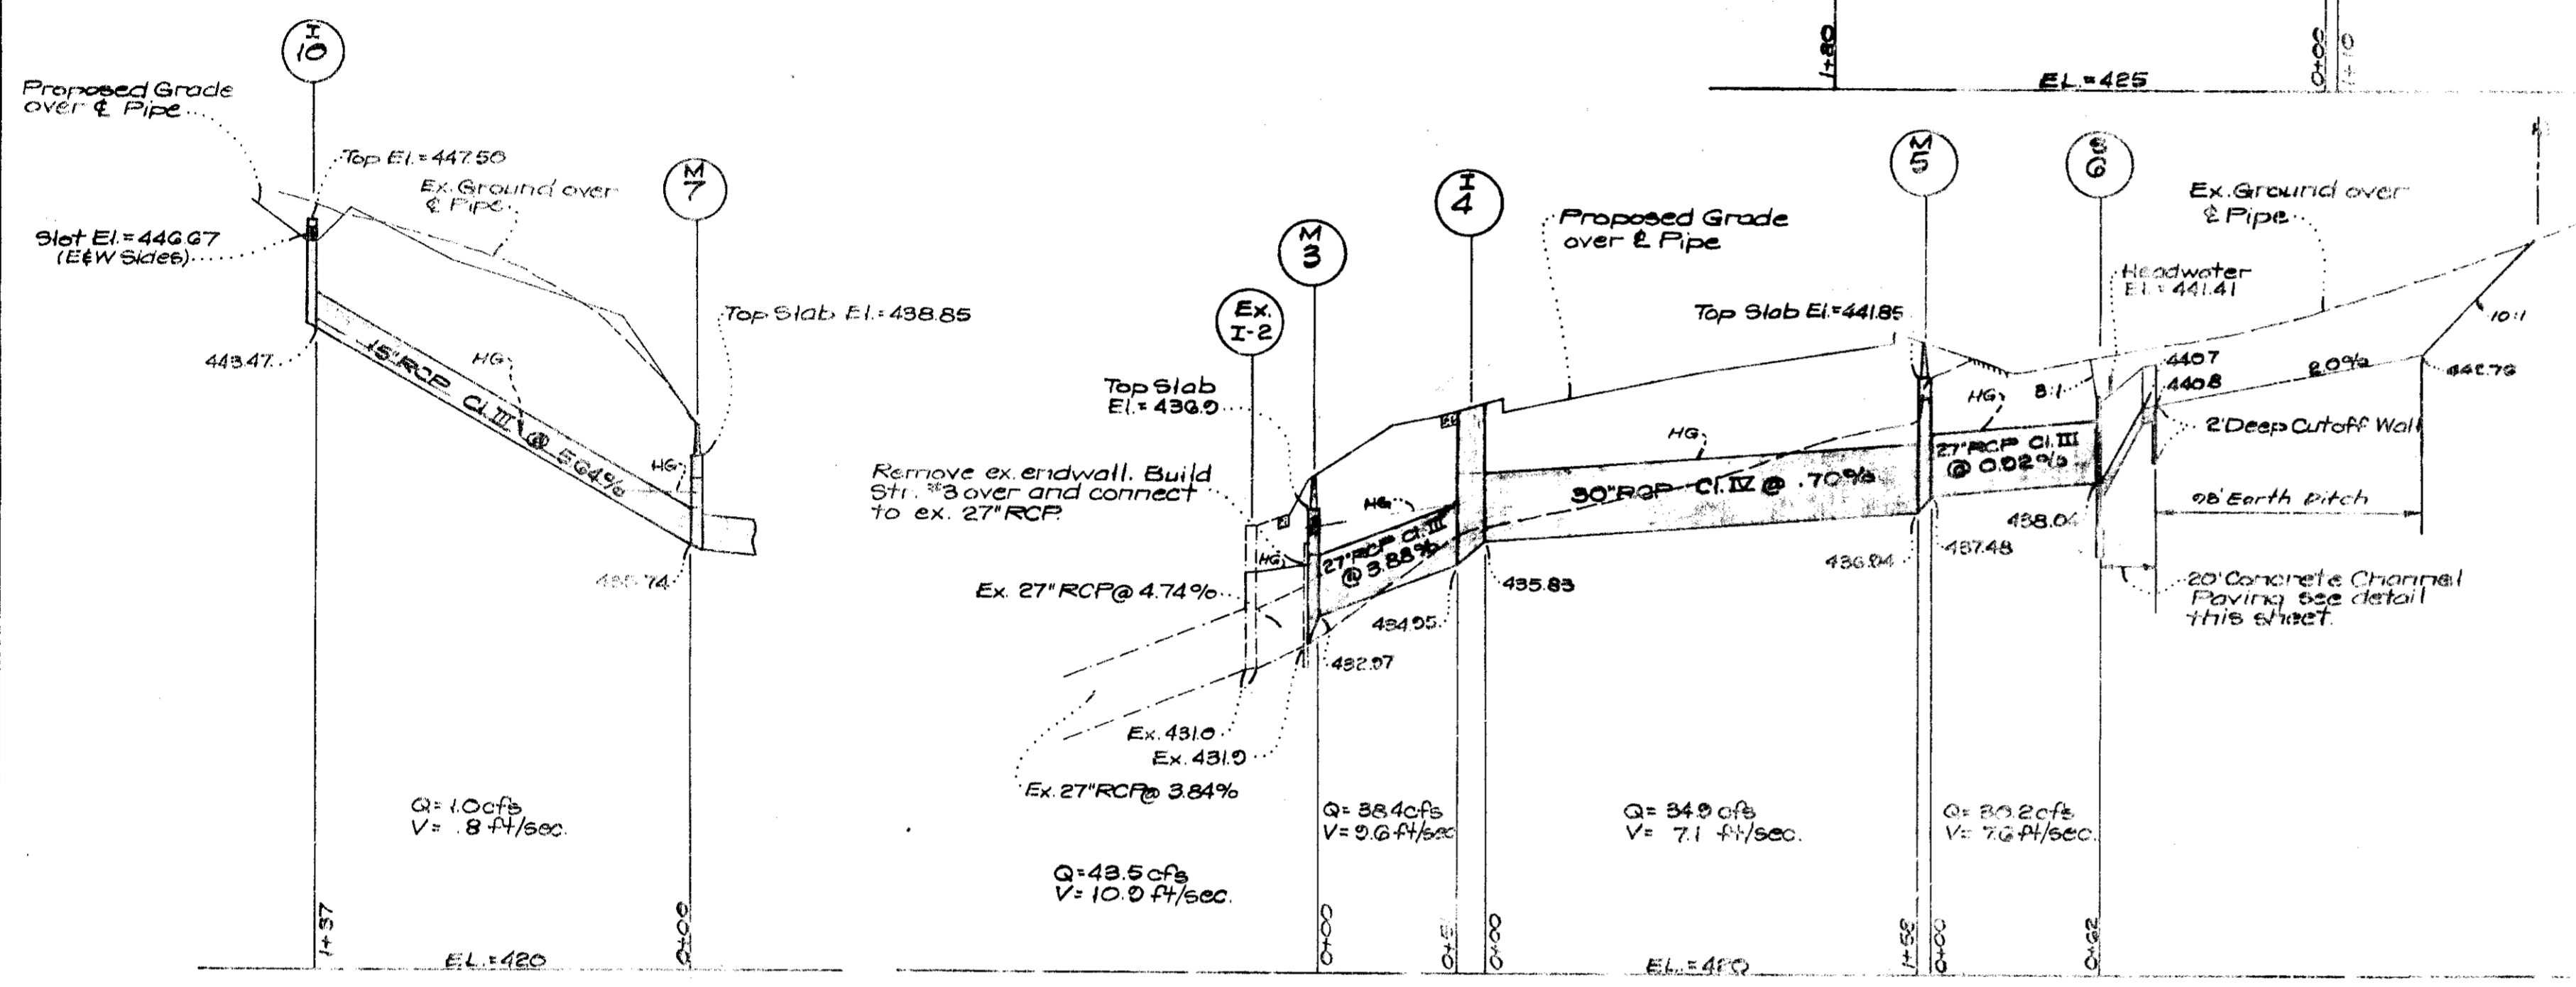 I
10
Proposed Grade
over ℄ Pipe
Top El.=447.50
Ex. Ground over
℄ Pipe
Slot El.=446.67
(E&W Sides)
M
7
Top Slab El.=438.85
443.47
HG
15"RCP Cl. III @ 5.64%
HG
Q= 1.0cfs
V= .8 ft/sec.
1+37
0+00
EL.=420
1+80
0+00
EL.=425
Ex.
I-2
M
3
I
4
M
5
6
Proposed Grade
over ℄ Pipe
Ex. Ground over
℄ Pipe
Headwater
El.=441.41
Top Slab El.=441.85
10:1
Top Slab
El.=436.9
4407
4408
2.0%
HG
8:1
2'Deep Cutoff Wall
HG
27"RCP Cl. III
@ 0.92%
Remove ex. endwall. Build
Str. #3 over and connect
to ex. 27"RCP.
HG
30"RCP Cl. IV @ .70%
98' Earth Ditch
HG
27"RCP Cl. III
@ 3.88%
438.04
437.48
436.94
435.83
434.95
432.97
Ex. 27"RCP@ 4.74%
20' Concrete Channel
Paving see detail
this sheet.
Ex. 431.0
Ex. 431.9
Ex. 27"RCP@ 3.84%
Q= 38.4cfs
V= 9.6 ft/sec
Q= 34.9 cfs
V= 7.1 ft/sec.
Q= 30.2cfs
V= 7.6 ft/sec.
Q=43.5cfs
V= 10.9 ft/sec.
0+00
0+51
0+00
1+58
0+00
0+62
EL.=420